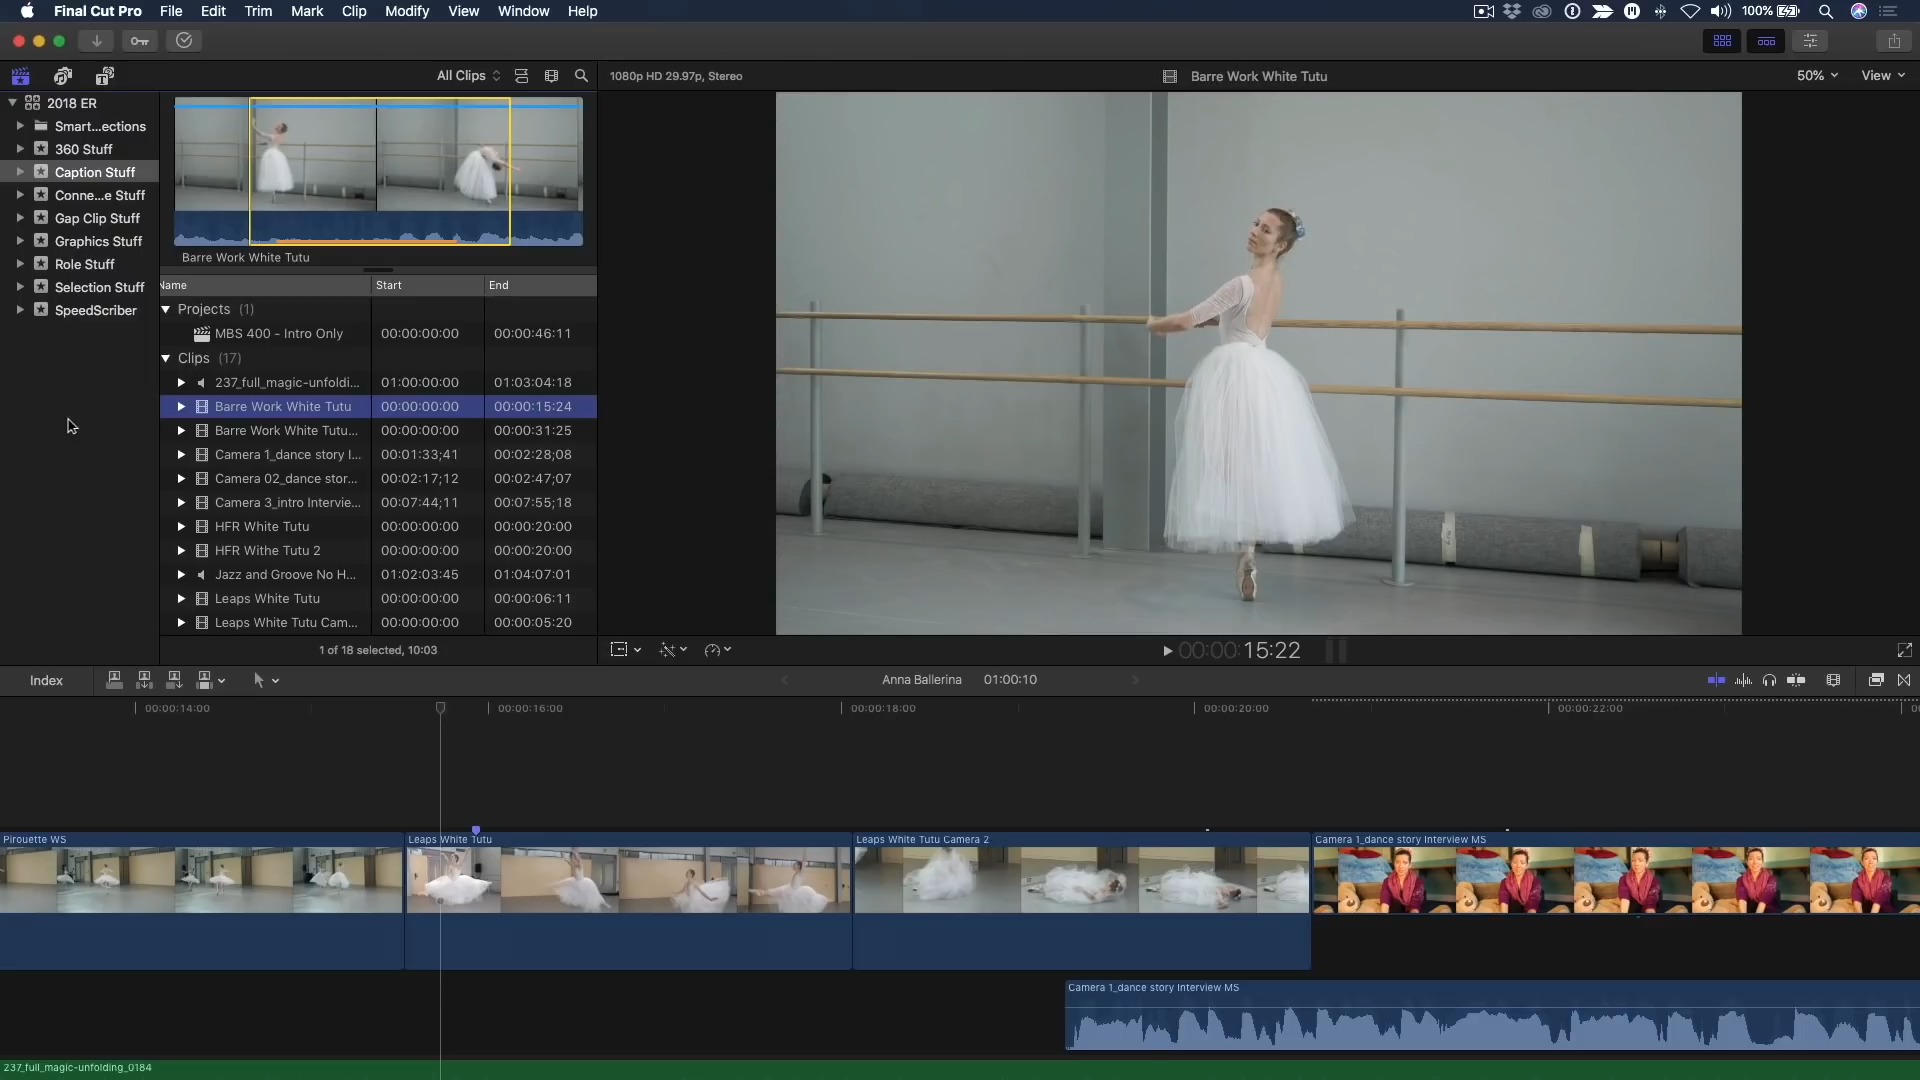 Final Cut Pro File Edit Trim Mark Clip Modify View Window Help 100%
All Clips
1080p HD 29.97p, Stereo
Barre Work White Tutu
50%
View
2018 ER
Smart...ections
360 Stuff
Caption Stuff
Conne...e Stuff
Gap Clip Stuff
Graphics Stuff
Role Stuff
Selection Stuff
SpeedScriber
Barre Work White Tutu
Name Start End
Projects (1)
MBS 400 - Intro Only 00:00:00:00 00:00:46:11
Clips (17)
237_full_magic-unfoldi... 01:00:00:00 01:03:04:18
Barre Work White Tutu 00:00:00:00 00:00:15:24
Barre Work White Tutu... 00:00:00:00 00:00:31:25
Camera 1_dance story I... 00:01:33;41 00:02:28;08
Camera 02_dance stor... 00:02:17;12 00:02:47;07
Camera 3_intro Intervie... 00:07:44;11 00:07:55;18
HFR White Tutu 00:00:00:00 00:00:20:00
HFR Withe Tutu 2 00:00:00:00 00:00:20:00
Jazz and Groove No H... 01:02:03:45 01:04:07:01
Leaps White Tutu 00:00:00:00 00:00:06:11
Leaps White Tutu Cam... 00:00:00:00 00:00:05:20
1 of 18 selected, 10:03
00:00:15:22
Index
Anna Ballerina 01:00:10
00:00:14:00 00:00:16:00 00:00:18:00 00:00:20:00 00:00:22:00
Pirouette WS
Leaps White Tutu
Leaps White Tutu Camera 2
Camera 1_dance story Interview MS
Camera 1_dance story Interview MS
237_full_magic-unfolding_0184